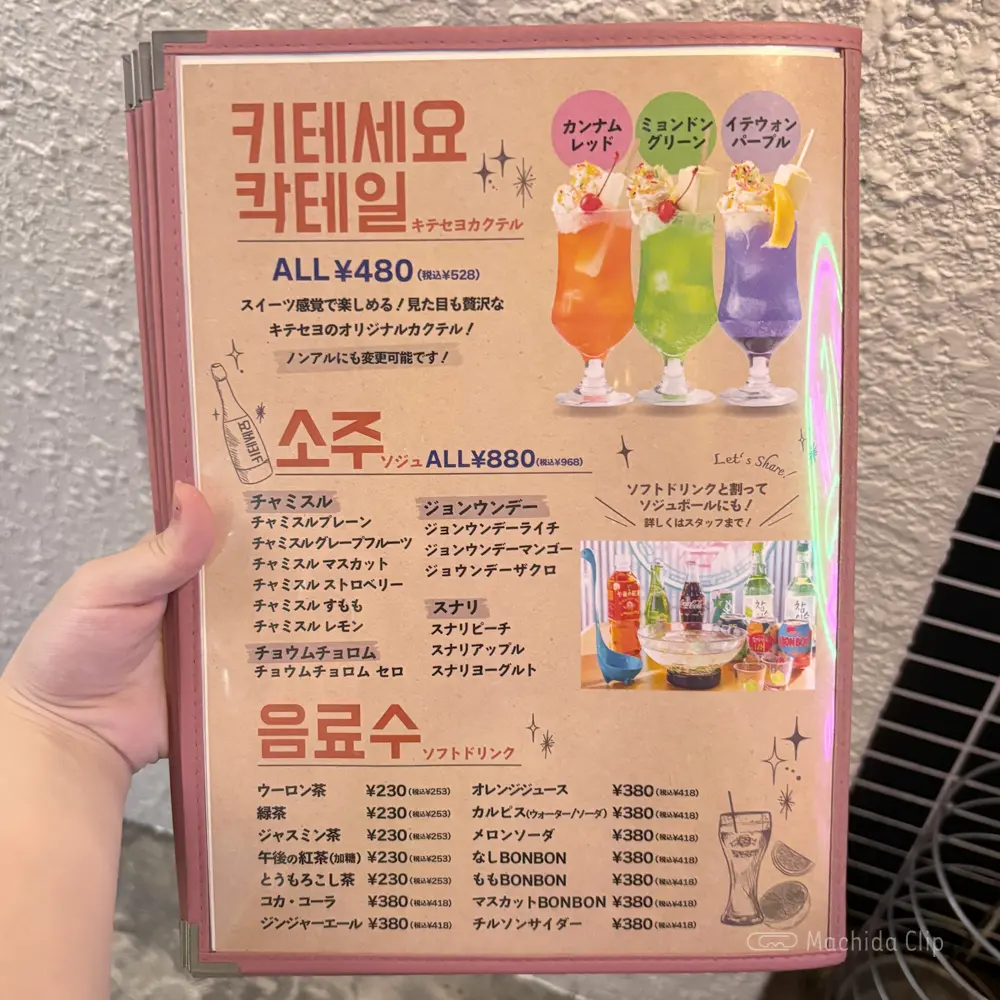 키테세요
칵테일 キテセヨカクテル
ALL ¥480 (税込¥528)
スイーツ感覚で楽しめる！見た目も贅沢な
キテセヨのオリジナルカクテル！
ノンアルにも変更可能です！
カンナム
レッド
ミョンドン
グリーン
イテウォン
パープル
소주 ソジュ ALL¥880(税込¥968)
Let's Share!
ソフトドリンクと割って
ソジュボールにも！
詳しくはスタッフまで！
チャミスル
チャミスルプレーン
チャミスルグレープフルーツ
チャミスル マスカット
チャミスル ストロベリー
チャミスル すもも
チャミスル レモン
チョウムチョロム
チョウムチョロム セロ
ジョンウンデー
ジョンウンデーライチ
ジョンウンデーマンゴー
ジョウンデーザクロ
スナリ
スナリピーチ
スナリアップル
スナリヨーグルト
음료수 ソフトドリンク
ウーロン茶 ¥230(税込¥253)
緑茶 ¥230(税込¥253)
ジャスミン茶 ¥230(税込¥253)
午後の紅茶(加糖) ¥230(税込¥253)
とうもろこし茶 ¥230(税込¥253)
コカ・コーラ ¥380(税込¥418)
ジンジャーエール ¥380(税込¥418)
オレンジジュース ¥380(税込¥418)
カルピス(ウォーター/ソーダ) ¥380(税込¥418)
メロンソーダ ¥380(税込¥418)
なしBONBON ¥380(税込¥418)
ももBONBON ¥380(税込¥418)
マスカットBONBON ¥380(税込¥418)
チルソンサイダー ¥380(税込¥418)
Machida Clip